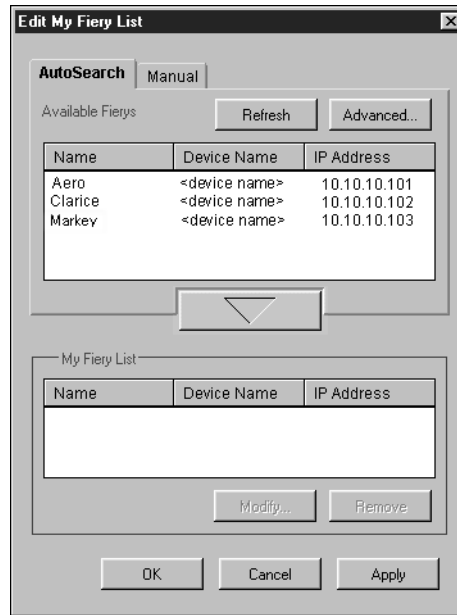 Edit My Fiery List
AutoSearch Manual
Available Fierys Refresh Advanced...
Name Device Name IP Address
Aero <device name> 10.10.10.101
Clarice <device name> 10.10.10.102
Markey <device name> 10.10.10.103
My Fiery List
Name Device Name IP Address
Modify... Remove
OK Cancel Apply